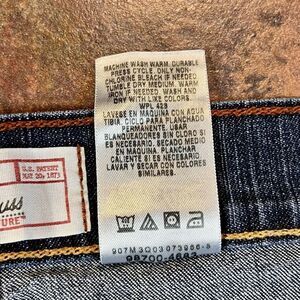 MACHINE WASH WARM, DURABLE
PRESS CYCLE. ONLY NON-
CHLORINE BLEACH IF NEEDED.
TUMBLE DRY MEDIUM. WARM
IRON IF NEEDED. WASH AND
DRY WITH LIKE COLORS.
WPL 423
LAVESE EN MAQUINA CON AGUA
TIBIA, CICLO PARA PLANCHADO
PERMANENTE. USAR
BLANQUEADORES SIN CLORO SI
ES NECESARIO. SECADO MEDIO
EN MAQUINA. PLANCHAR
CALIENTE SI ES NECESARIO.
LAVAR Y SECAR CON COLORES
SIMILARES.
U.S. PATENT
MAY 20, 1873
uss
TURE